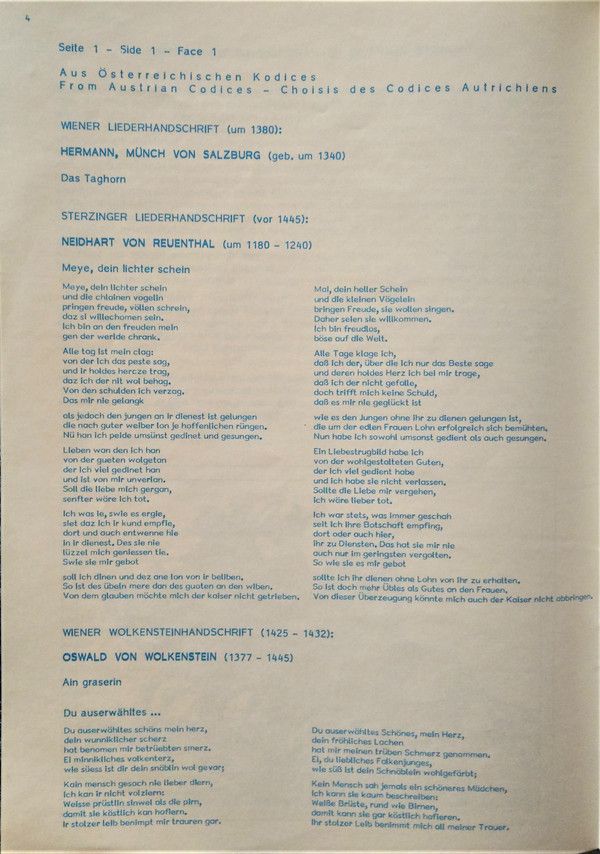 4
Seite 1 - Side 1 - Face 1
Aus Österreichischen Kodices
From Austrian Codices - Choisis des Codices Autrichiens
WIENER LIEDERHANDSCHRIFT (um 1380):
HERMANN, MÜNCH VON SALZBURG (geb. um 1340)
Das Taghorn
STERZINGER LIEDERHANDSCHRIFT (vor 1445):
NEIDHART VON REUENTHAL (um 1180 - 1240)
Meye, dein lichter schein
Meye, dein lichter schein
und die chlainen vogelin
pringen freude, völlen schrein,
daz si willechomen sein.
Ich bin an den freuden mein
gen der werlde chrank.
Alle tag ist mein clag:
von der ich das peste sag,
und ir holdes hercze trag,
daz ich der nit wol behag.
Von den schulden ich verzag.
Das mir nie gelangk
als jedoch den jungen an ir dienest ist gelungen
die nach guter weiber lon je hoffenlichen rüngen.
Nü han ich peide umsünst gedinet und gesungen.
Lieben wan den ich han
von der gueten wolgetan
der ich viel gedinet han
und ist von mir unverlan.
Soll die liebe mich gergan,
senfter wäre ich tot.
Ich was ie, swie es ergie,
siet daz ich ir kund empfie,
dort und auch entwenne hie
in ir dienest. Des sie nie
lüzzel mich geniessen lie.
Swie sie mir gebot
soll ich dinen und dez ane lon von ir beliben.
So ist des übeln mere dan des guoten an den wiben.
Von dem glauben möchte mich der kaiser nicht getrieben.
Mai, dein heller Schein
und die kleinen Vögelein
bringen Freude, sie wollen singen.
Daher seien sie willkommen.
Ich bin freudlos,
böse auf die Welt.
Alle Tage klage ich,
daß ich der, über die ich nur das Beste sage
und deren holdes Herz ich bei mir trage,
daß ich der nicht gefalle,
doch trifft mich keine Schuld,
daß es mir nie geglückt ist
wie es den Jungen ohne ihr zu dienen gelungen ist,
die um der edlen Frauen Lohn erfolgreich sich bemühten.
Nun habe ich sowohl umsonst gedient als auch gesungen.
Ein Liebestrugbild habe ich
von der wohlgestalteten Guten,
der ich viel gedient habe
und ich habe sie nicht verlassen.
Sollte die Liebe mir vergehen,
ich wäre lieber tot.
Ich war stets, was immer geschah
seit ich ihre Botschaft empfing,
dort oder auch hier,
ihr zu Diensten. Das hat sie mir nie
auch nur im geringsten vergolten.
So wie sie es mir gebot
sollte ich ihr dienen ohne Lohn von ihr zu erhalten.
So ist doch mehr Übles als Gutes an den Frauen.
Von dieser Überzeugung könnte mich auch der Kaiser nicht abbringen.
WIENER WOLKENSTEINHANDSCHRIFT (1425 - 1432):
OSWALD VON WOLKENSTEIN (1377 - 1445)
Ain graserin
Du auserwähltes ...
Du auserwähltes schöns mein herz,
dein wunniklicher scherz
hat benomen mir betrüebten smerz.
Ei minnikliches valkenterz,
wie süess ist dir dein snäblin wol gevar;
Kain mensch gesach nie lieber diern,
ich kan ir nicht volziern:
Weisse prüstlin sinwel als die pirn,
damit sie köstlich kan hofiern.
Ir stolzer leib benimpt mir trauren gar.
Du auserwähltes Schönes, mein Herz,
dein fröhliches Lachen
hat mir meinen trüben Schmerz genommen.
Ei, du liebliches Falkenjunges,
wie süß ist dein Schnäblein wohlgefärbt;
Kein Mensch sah jemals ein schöneres Mädchen,
ich kann sie kaum beschreiben:
Weiße Brüste, rund wie Birnen,
damit kann sie gar köstlich hofieren.
Ihr stolzer Leib benimmt mich all meiner Trauer.